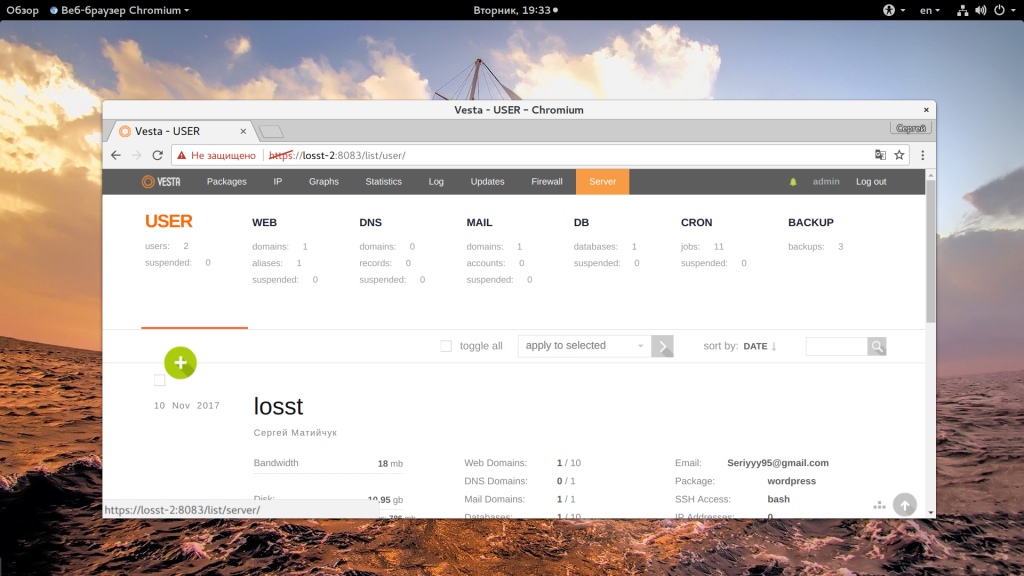 Обзор Веб-браузер Chromium Вторник, 19:33 en
Vesta - USER - Chromium
Vesta - USER Сергей
Не защищено https://losst-2:8083/list/user/
VESTA Packages IP Graphs Statistics Log Updates Firewall Server admin Log out
USER WEB DNS MAIL DB CRON BACKUP
users: 2 domains: 1 domains: 0 domains: 1 databases: 1 jobs: 11 backups: 3
suspended: 0 aliases: 1 records: 0 accounts: 0 suspended: 0 suspended: 0
suspended: 0 suspended: 0 suspended: 0
toggle all apply to selected sort by: DATE ↓
10 Nov 2017 losst
Сергей Матийчук
Bandwidth 18 mb Web Domains: 1 / 10 Email: Seriyyy95@gmail.com
DNS Domains: 0 / 1 Package: wordpress
Disk: 10.95 gb Mail Domains: 1 / 1 SSH Access: bash
Databases: 1 / 10 IP Addresses: 0
https://losst-2:8083/list/server/